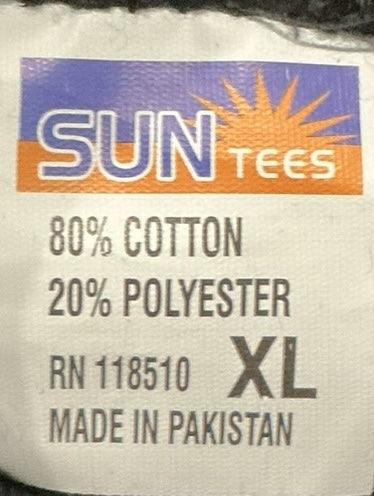 SUN TEES
80% COTTON
20% POLYESTER
RN 118510 XL
MADE IN PAKISTAN